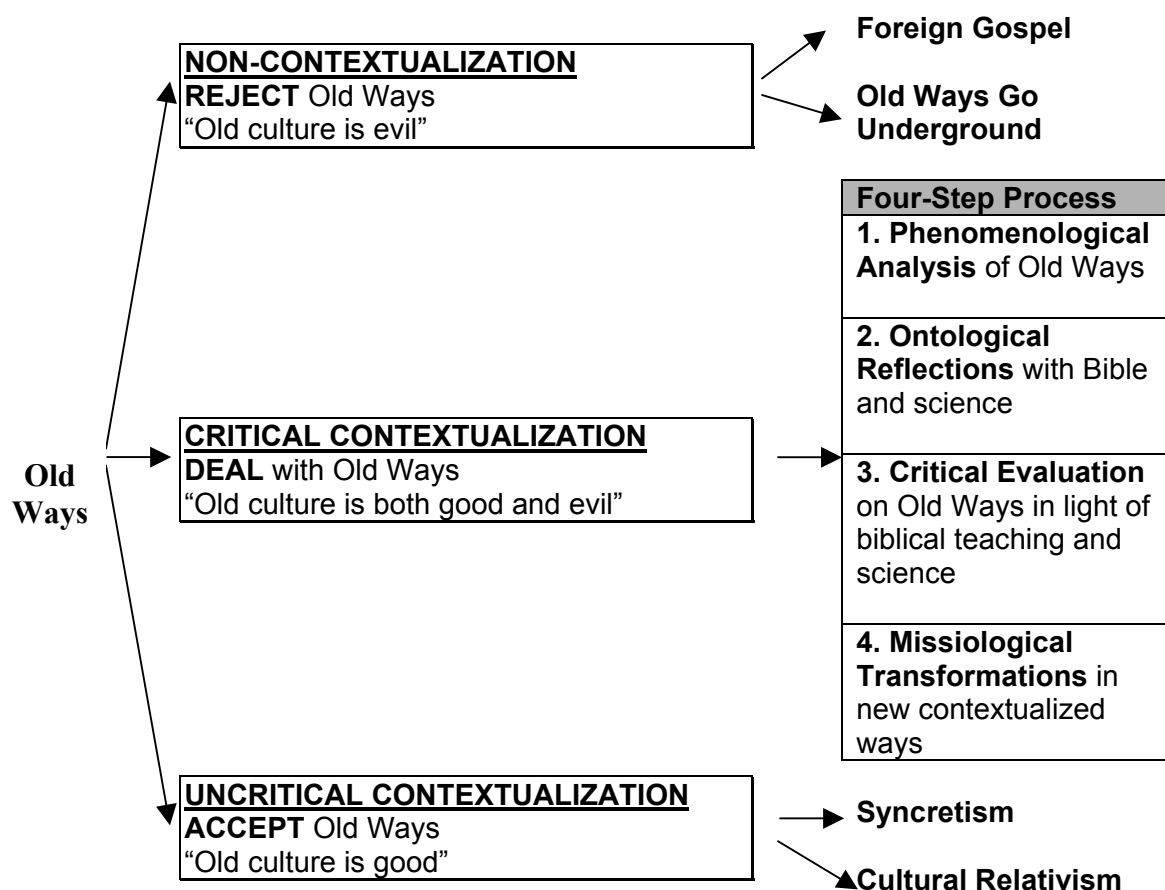 Old
Ways
NON-CONTEXTUALIZATION
REJECT Old Ways
“Old culture is evil”
Foreign Gospel
Old Ways Go
Underground
CRITICAL CONTEXTUALIZATION
DEAL with Old Ways
“Old culture is both good and evil”
Four-Step Process
1. Phenomenological
Analysis of Old Ways
2. Ontological
Reflections with Bible
and science
3. Critical Evaluation
on Old Ways in light of
biblical teaching and
science
4. Missiological
Transformations in
new contextualized
ways
UNCRITICAL CONTEXTUALIZATION
ACCEPT Old Ways
“Old culture is good”
Syncretism
Cultural Relativism